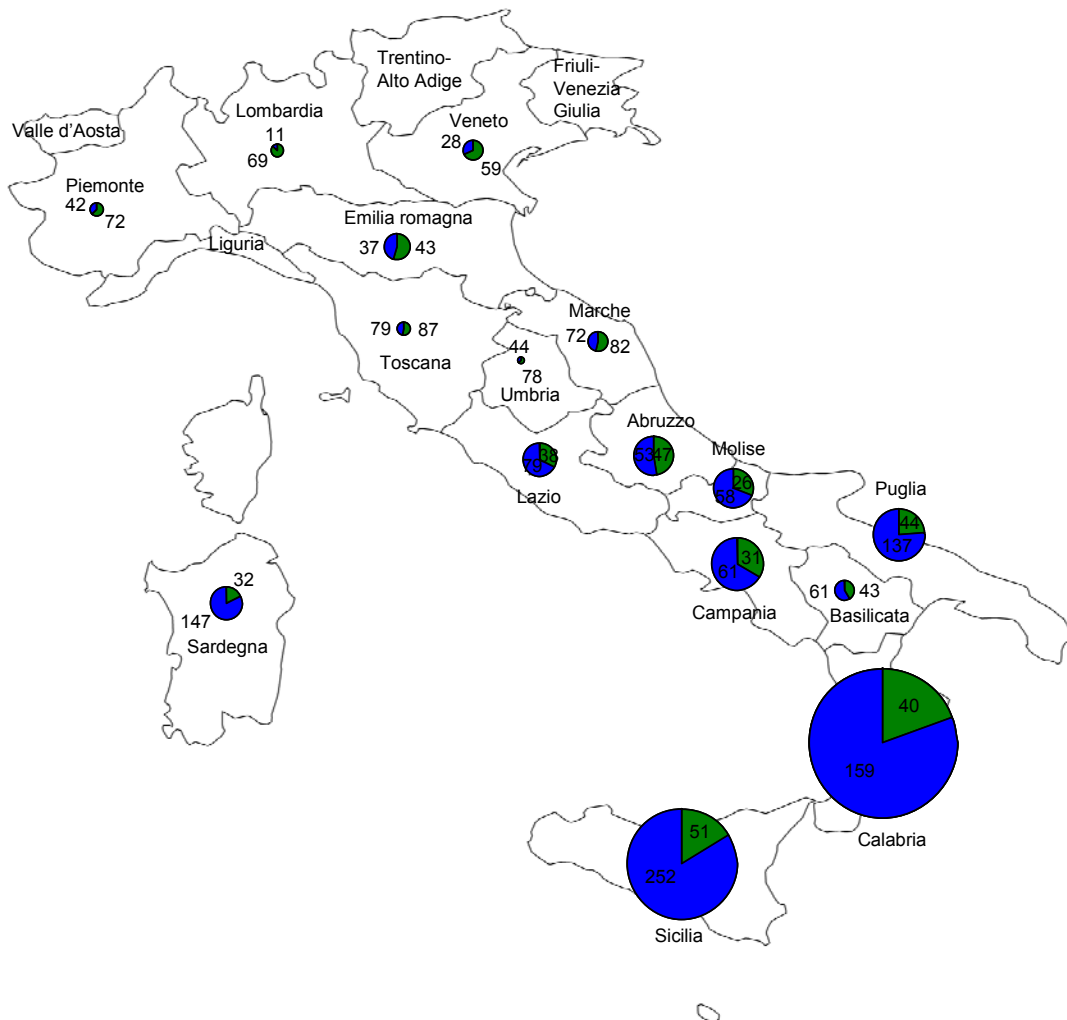 Trentino-
Alto Adige
Friuli-
Venezia
Giulia
Lombardia
11
69
Veneto
28
59
Valle d'Aosta
Piemonte
42
72
Emilia romagna
37
43
Liguria
Marche
72
82
79
87
Toscana
44
78
Umbria
Abruzzo
53
47
Molise
26
58
38
79
Lazio
Puglia
44
137
31
61
Campania
61
43
Basilicata
32
147
Sardegna
40
159
Calabria
51
252
Sicilia